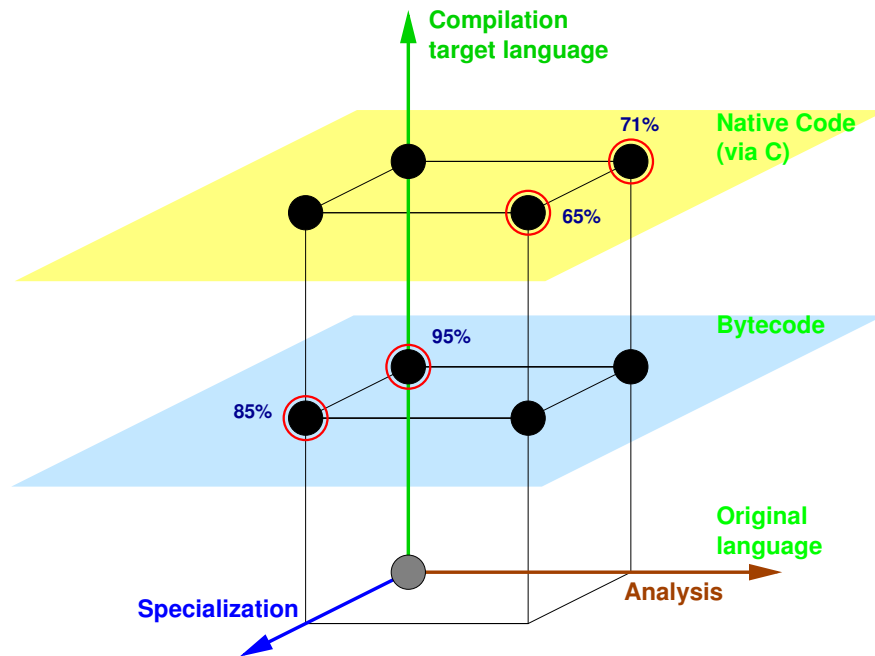 Compilation
target language
71%
Native Code
(via C)
65%
Bytecode
95%
85%
Original
language
Analysis
Specialization